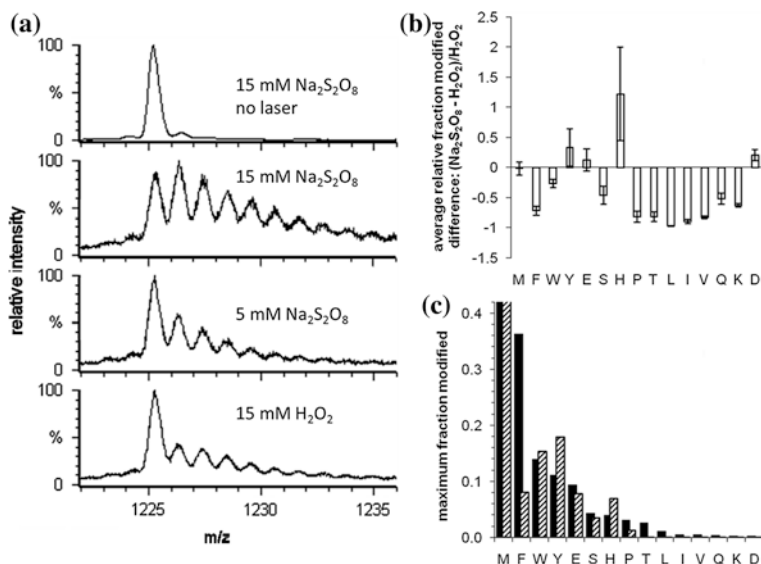 (a)
100
%
0
15 mM Na₂S₂O₈
no laser
100
%
0
15 mM Na₂S₂O₈
100
%
0
5 mM Na₂S₂O₈
100
%
0
15 mM H₂O₂
relative intensity
1225 1230 1235
m/z
(b)
average relative fraction modified
difference: (Na₂S₂O₈ - H₂O₂)/H₂O₂
2.5
2
1.5
1
0.5
0
-0.5
-1
-1.5
M F W Y E S H P T L I V Q K D
(c)
maximum fraction modified
0.4
0.3
0.2
0.1
0.0
M F W Y E S H P T L I V Q K D